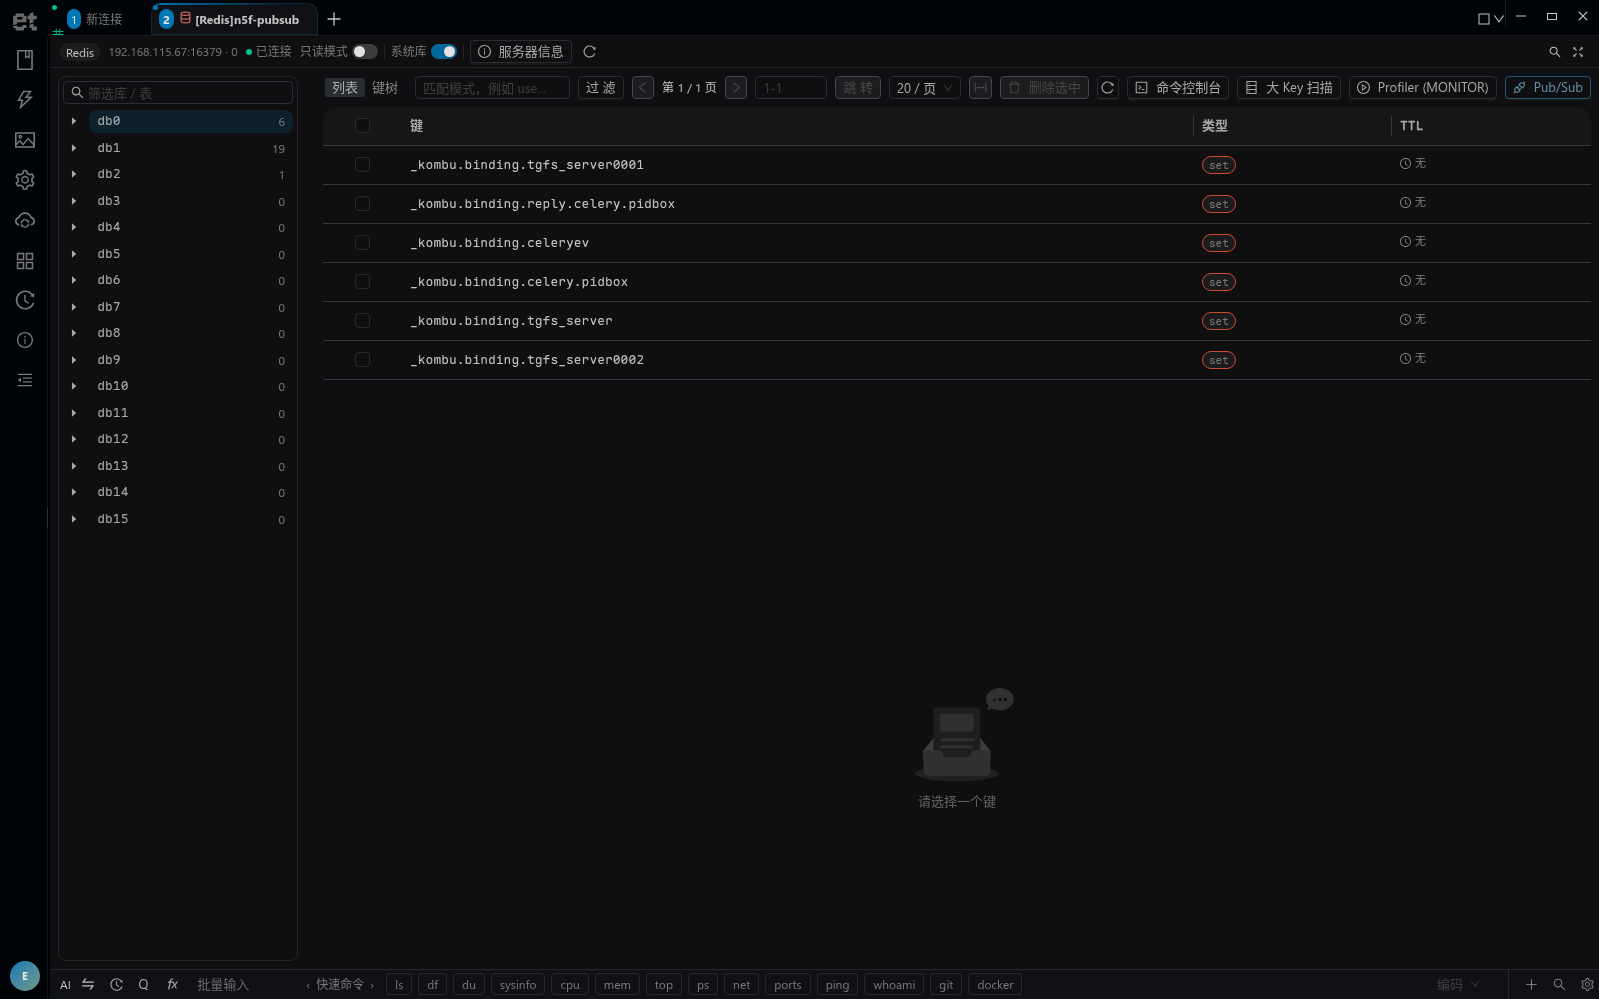 et
1 新连接
2 [Redis]n5f-pubsub
Redis 192.168.115.67:16379 · 0 已连接 只读模式 系统库 服务器信息
筛选库 / 表
列表 键树 匹配模式，例如 use... 过 滤 第 1 / 1 页 1-1 跳 转 20 / 页 删除选中 命令控制台 大 Key 扫描 Profiler (MONITOR) Pub/Sub
db0 6
db1 19
db2 1
db3 0
db4 0
db5 0
db6 0
db7 0
db8 0
db9 0
db10 0
db11 0
db12 0
db13 0
db14 0
db15 0
键 类型 TTL
_kombu.binding.tgfs_server0001 set 无
_kombu.binding.reply.celery.pidbox set 无
_kombu.binding.celeryev set 无
_kombu.binding.celery.pidbox set 无
_kombu.binding.tgfs_server set 无
_kombu.binding.tgfs_server0002 set 无
请选择一个键
E
AI Q fx 批量输入 ‹ 快速命令 › ls df du sysinfo cpu mem top ps net ports ping whoami git docker 编码